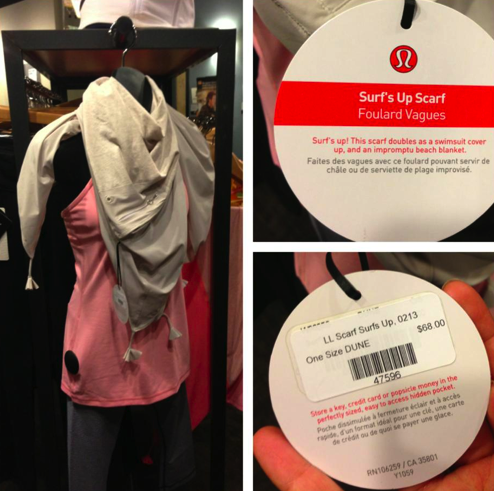 Surf's Up Scarf
Foulard Vagues
Surf's up! This scarf doubles as a swimsuit cover
up, and an impromptu beach blanket.
Faites des vagues avec ce foulard pouvant servir de
châle ou de serviette de plage improvisé.
LL Scarf Surfs Up, 0213
$68.00
One Size DUNE
47596
Store a key, credit card or popsicle money in the
perfectly sized, easy to access hidden pocket.
Poche dissimulée à fermeture éclair et à accès
rapide, d'un format idéal pour une clé, une carte
de crédit ou de quoi se payer une glace.
RN106259 / CA 35801
Y1059